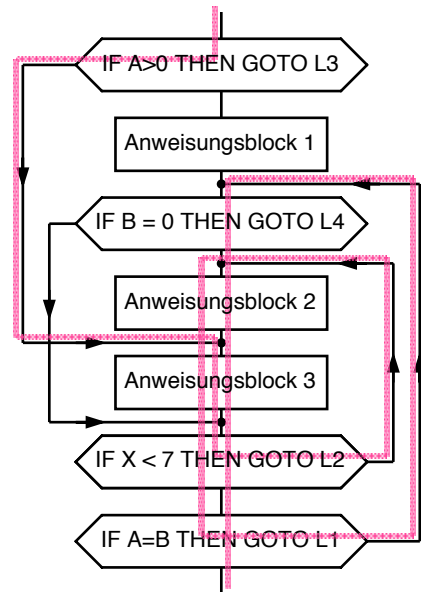 IF A>0 THEN GOTO L3
Anweisungsblock 1
IF B = 0 THEN GOTO L4
Anweisungsblock 2
Anweisungsblock 3
IF X < 7 THEN GOTO L2
IF A=B THEN GOTO L1